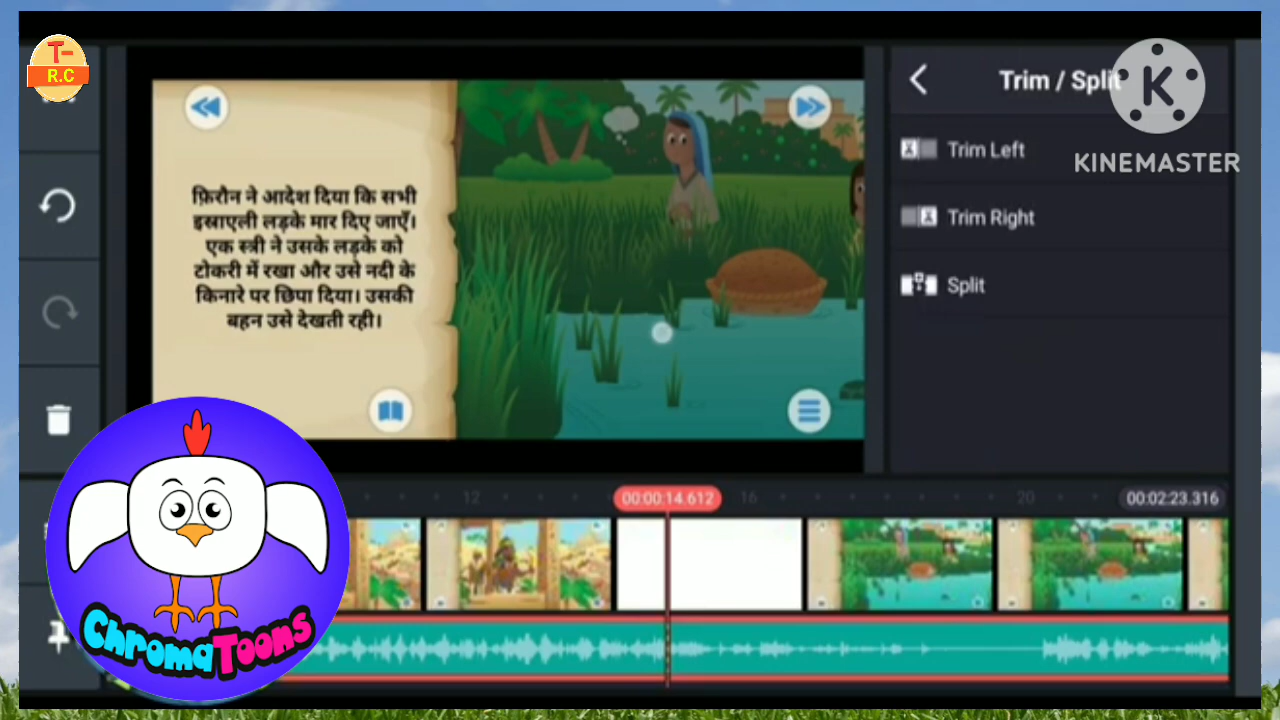 T-
R.C
Trim / Split
KINEMASTER
Trim Left
Trim Right
Split
फ़िरौन ने आदेश दिया कि सभी
इस्राएली लड़के मार दिए जाएँ।
एक स्त्री ने उसके लड़के को
टोकरी में रखा और उसे नदी के
किनारे पर छिपा दिया। उसकी
बहन उसे देखती रही।
12
00:00:14.612
16
20
00:02:23.316
ChromaToons